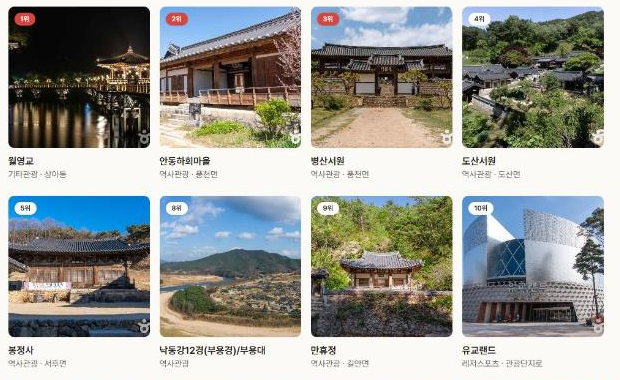 1위
2위
3위
4위
월영교
안동하회마을
병산서원
도산서원
기타관광 · 상아동
역사관광 · 풍천면
역사관광 · 풍천면
역사관광 · 도산면
5위
8위
9위
10위
봉정사
낙동강12경(부용경)/부용대
만휴정
유교랜드
역사관광 · 서후면
역사관광
역사관광 · 길안면
레저스포츠 · 관광단지로